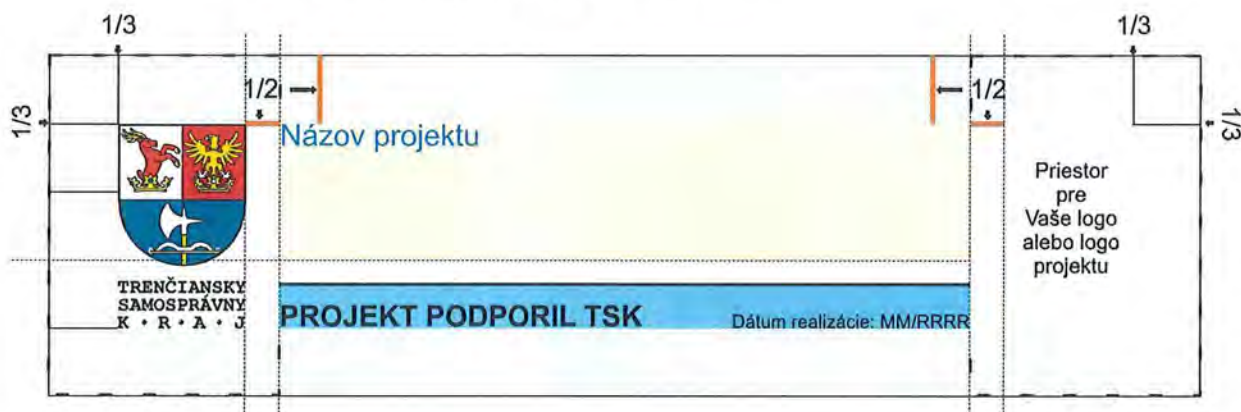 1/3
1/3
1/2
1/2
1/3
Názov projektu
1/3
Priestor
pre
Vaše logo
alebo logo
projektu
TRENČIANSKY
SAMOSPRÁVNY
K · R · A · J
PROJEKT PODPORIL TSK
Dátum realizácie: MM/RRRR